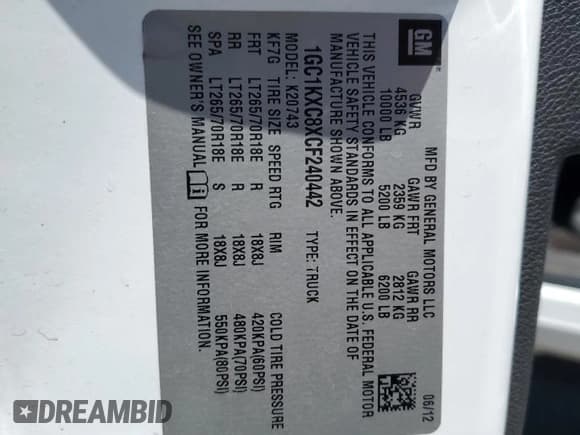 GM
MFD BY GENERAL MOTORS LLC 06/12
GVWR GAWR FRT GAWR RR
4536 KG 2359 KG 2812 KG
10000 LB 5200 LB 6200 LB
THIS VEHICLE CONFORMS TO ALL APPLICABLE U.S. FEDERAL MOTOR
VEHICLE SAFETY STANDARDS IN EFFECT ON THE DATE OF
MANUFACTURE SHOWN ABOVE.
1GC1KXC8XCF240442 TYPE: TRUCK
MODEL: K20743
KF7G TIRE SIZE SPEED RTG RIM COLD TIRE PRESSURE
FRT LT265/70R18E R 18X8J 420KPA(60PSI)
RR LT265/70R18E R 18X8J 480KPA(70PSI)
SPA LT265/70R18E S 18X8J 550KPA(80PSI)
SEE OWNER'S MANUAL FOR MORE INFORMATION.
DREAMBID